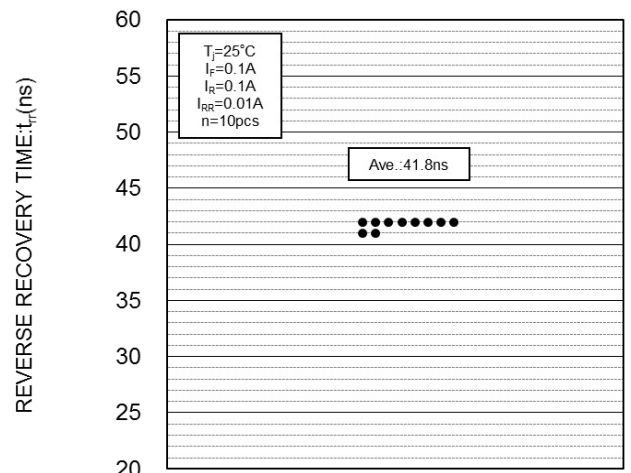 REVERSE RECOVERY TIME:trr(ns)
60
55
50
45
40
35
30
25
20
Tj=25°C
IF=0.1A
IR=0.1A
IRR=0.01A
n=10pcs
Ave.:41.8ns